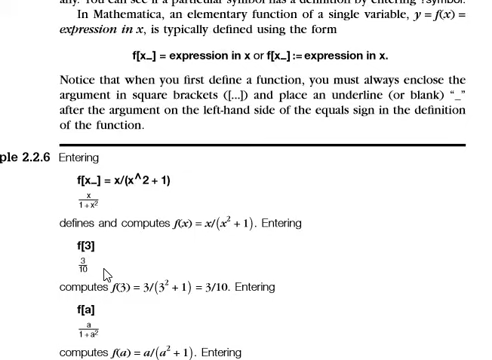 any. You can see if a particular symbol has a definition by entering ?symbol.
In Mathematica, an elementary function of a single variable, y = f(x) =
expression in x, is typically defined using the form
f[x_] = expression in x or f[x_] := expression in x.
Notice that when you first define a function, you must always enclose the
argument in square brackets ([...]) and place an underline (or blank) “_”
after the argument on the left-hand side of the equals sign in the definition
of the function.
ple 2.2.6 Entering
f[x_] = x/(x^2 + 1)
x/(1+x²)
defines and computes f(x) = x/(x² + 1). Entering
f[3]
3/10
computes f(3) = 3/(3² + 1) = 3/10. Entering
f[a]
a/(1+a²)
computes f(a) = a/(a² + 1). Entering